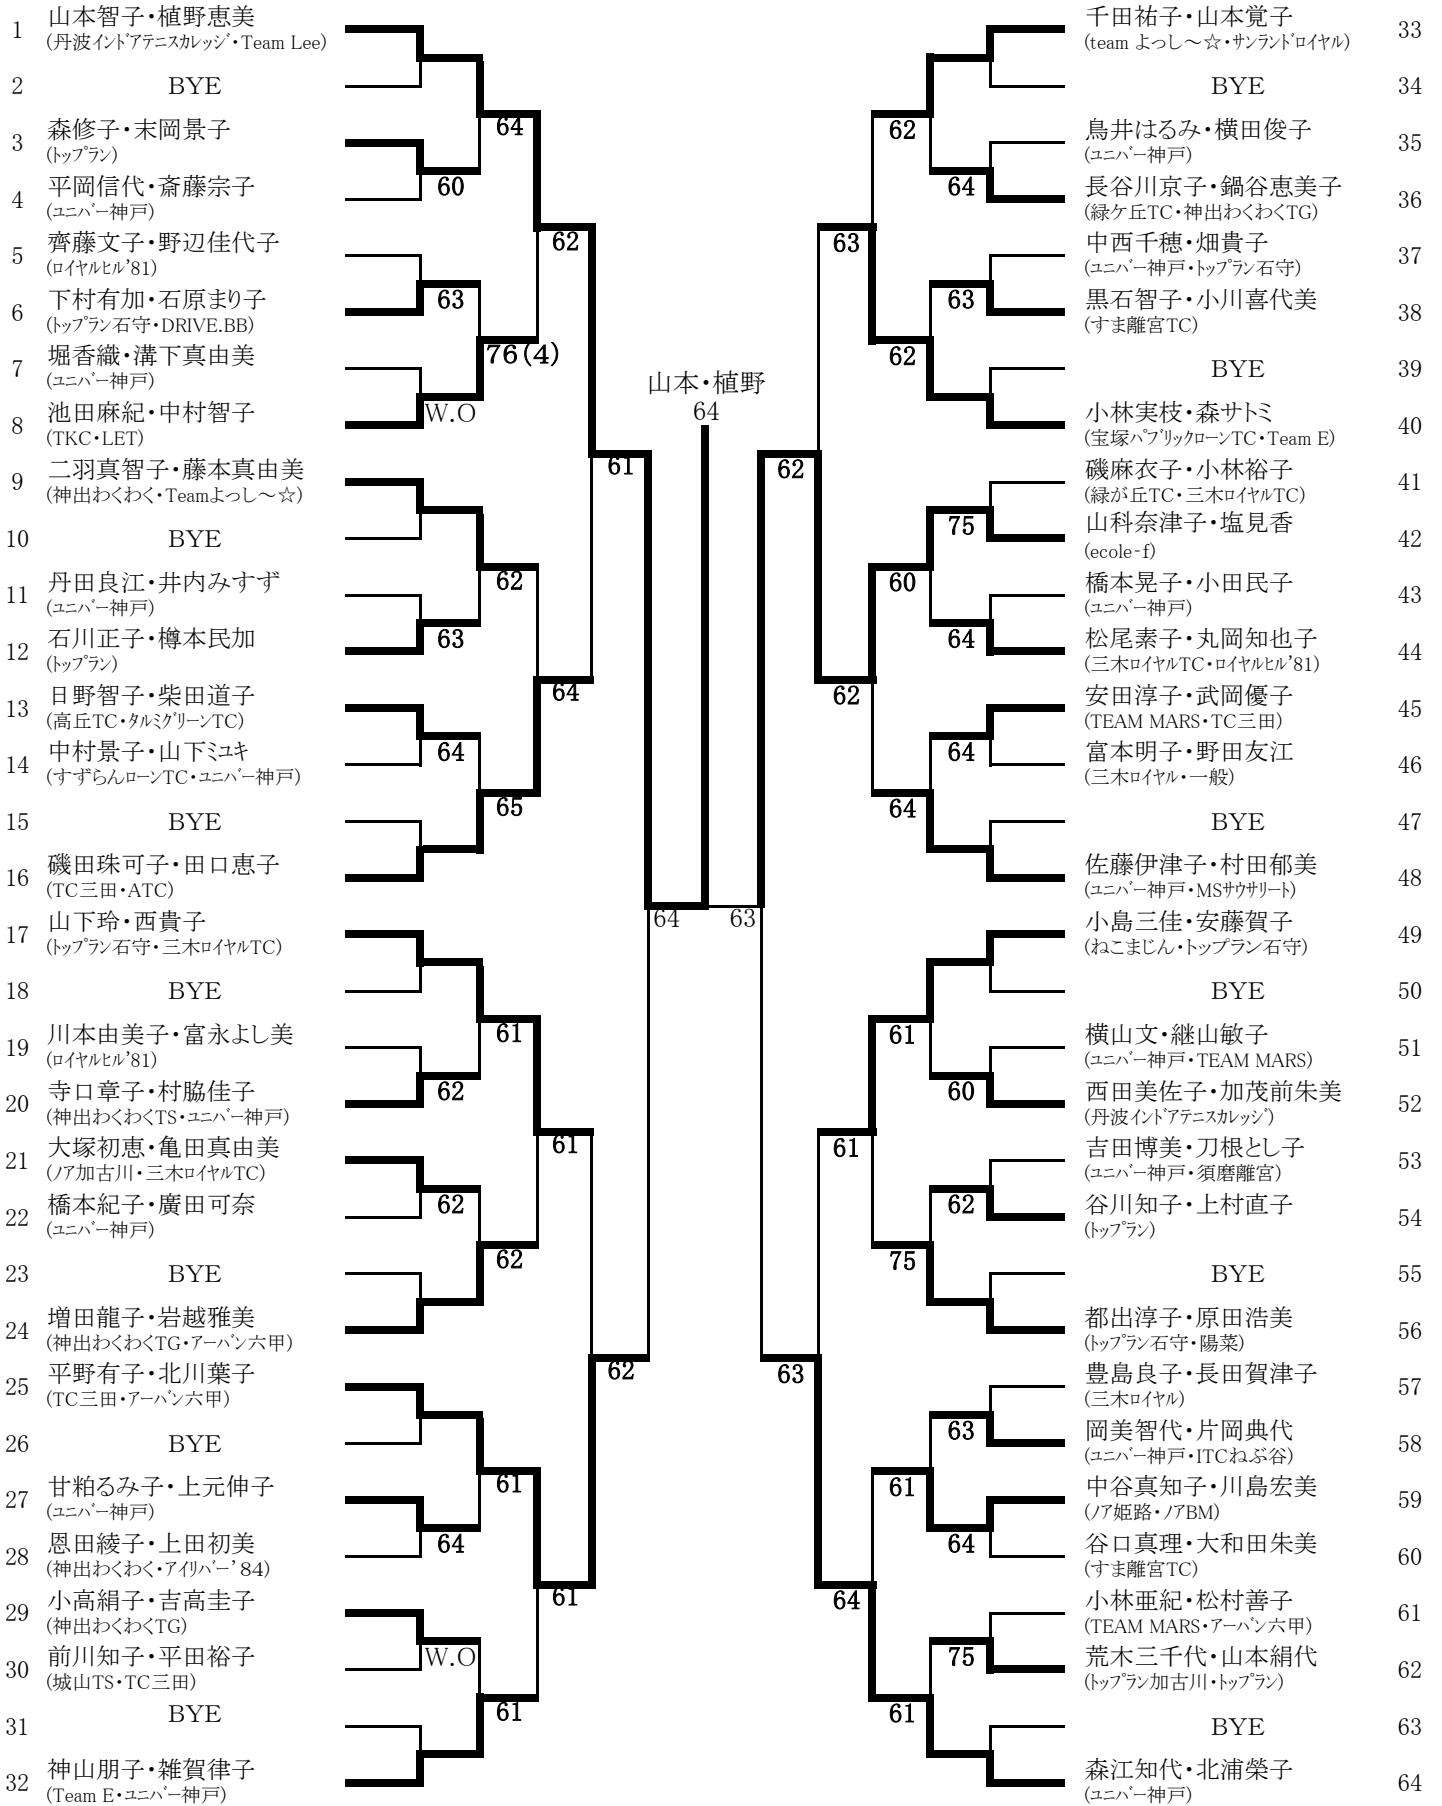 1 山本智子・植野恵美
(丹波インドアテニスカレッジ・Team Lee)
2 BYE
64
3 森修子・末岡景子
(トップラン)
60
4 平岡信代・斎藤宗子
(ユニバー神戸)
62
5 齊藤文子・野辺佳代子
(ロイヤルヒル'81)
63
6 下村有加・石原まり子
(トップラン石守・DRIVE.BB)
76(4)
7 堀香織・溝下真由美
(ユニバー神戸)
W.O
8 池田麻紀・中村智子
(TKC・LET)
61
9 二羽真智子・藤本真由美
(神出わくわく・Teamよっし～☆)
10 BYE
62
11 丹田良江・井内みすず
(ユニバー神戸)
63
12 石川正子・樽本民加
(トップラン)
64
13 日野智子・柴田道子
(高丘TC・タルミグリーンTC)
64
14 中村景子・山下ミユキ
(すずらんローンTC・ユニバー神戸)
65
15 BYE
16 磯田珠可子・田口恵子
(TC三田・ATC)
64
17 山下玲・西貴子
(トップラン石守・三木ロイヤルTC)
18 BYE
61
19 川本由美子・富永よし美
(ロイヤルヒル'81)
62
20 寺口章子・村脇佳子
(神出わくわくTS・ユニバー神戸)
61
21 大塚初恵・亀田真由美
(ノア加古川・三木ロイヤルTC)
62
22 橋本紀子・廣田可奈
(ユニバー神戸)
62
23 BYE
24 増田龍子・岩越雅美
(神出わくわくTG・アーバン六甲)
62
25 平野有子・北川葉子
(TC三田・アーバン六甲)
26 BYE
61
27 甘粕るみ子・上元伸子
(ユニバー神戸)
64
28 恩田綾子・上田初美
(神出わくわく・アイリバー'84)
61
29 小高絹子・吉高圭子
(神出わくわくTG)
W.O
30 前川知子・平田裕子
(城山TS・TC三田)
61
31 BYE
32 神山朋子・雑賀律子
(Team E・ユニバー神戸)
山本・植野
64
千田祐子・山本覚子 33
(team よっし～☆・サンランドロイヤル)
BYE 34
62
鳥井はるみ・横田俊子 35
(ユニバー神戸)
64
長谷川京子・鍋谷恵美子 36
(緑ケ丘TC・神出わくわくTG)
63
中西千穂・畑貴子 37
(ユニバー神戸・トップラン石守)
63
黒石智子・小川喜代美 38
(すま離宮TC)
62
BYE 39
小林実枝・森サトミ 40
(宝塚パブリックローンTC・Team E)
62
磯麻衣子・小林裕子 41
(緑が丘TC・三木ロイヤルTC)
75
山科奈津子・塩見香 42
(ecole-f)
60
橋本晃子・小田民子 43
(ユニバー神戸)
64
松尾素子・丸岡知也子 44
(三木ロイヤルTC・ロイヤルヒル'81)
62
安田淳子・武岡優子 45
(TEAM MARS・TC三田)
64
富本明子・野田友江 46
(三木ロイヤル・一般)
64
BYE 47
佐藤伊津子・村田郁美 48
(ユニバー神戸・MSサウサリート)
63
小島三佳・安藤賀子 49
(ねこまじん・トップラン石守)
BYE 50
61
横山文・継山敏子 51
(ユニバー神戸・TEAM MARS)
60
西田美佐子・加茂前朱美 52
(丹波インドアテニスカレッジ)
61
吉田博美・刀根とし子 53
(ユニバー神戸・須磨離宮)
62
谷川知子・上村直子 54
(トップラン)
75
BYE 55
都出淳子・原田浩美 56
(トップラン石守・陽菜)
63
豊島良子・長田賀津子 57
(三木ロイヤル)
63
岡美智代・片岡典代 58
(ユニバー神戸・ITCねぶ谷)
61
中谷真知子・川島宏美 59
(ノア姫路・ノアBM)
64
谷口真理・大和田朱美 60
(すま離宮TC)
64
小林亜紀・松村善子 61
(TEAM MARS・アーバン六甲)
75
荒木三千代・山本絹代 62
(トップラン加古川・トップラン)
61
BYE 63
森江知代・北浦榮子 64
(ユニバー神戸)